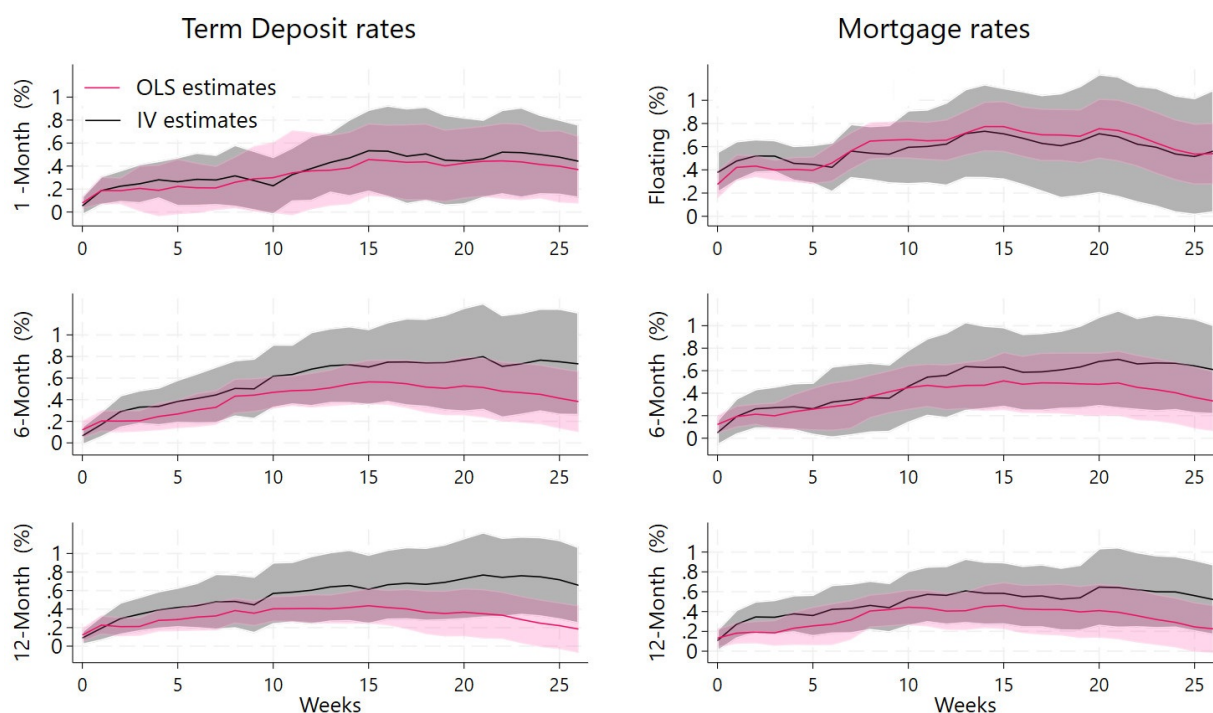 Term Deposit rates
Mortgage rates
1 -Month (%)
1
.8
.6
.4
.2
0
OLS estimates
IV estimates
0 5 10 15 20 25
Floating (%)
1
.8
.6
.4
.2
0
0 5 10 15 20 25
6-Month (%)
1
.8
.6
.4
.2
0
0 5 10 15 20 25
6-Month (%)
1
.8
.6
.4
.2
0
0 5 10 15 20 25
12-Month (%)
1
.8
.6
.4
.2
0
0 5 10 15 20 25
Weeks
12-Month (%)
1
.8
.6
.4
.2
0
0 5 10 15 20 25
Weeks